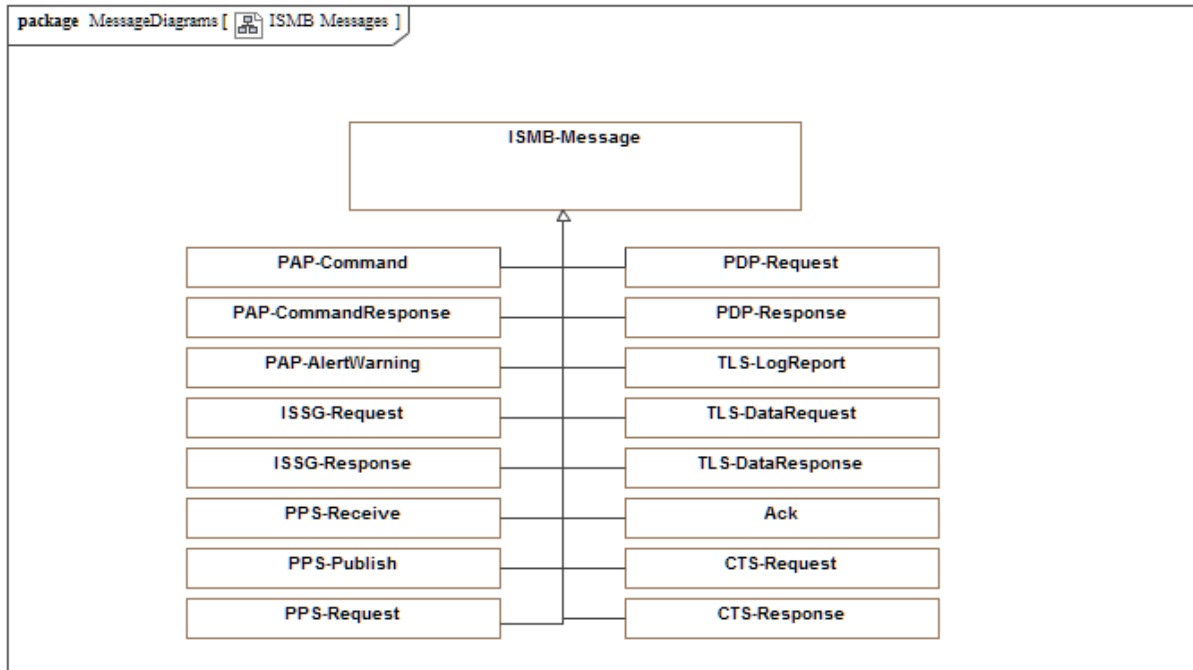 package MessageDiagrams [ ISMB Messages ]
ISMB-Message
PAP-Command
PDP-Request
PAP-CommandResponse
PDP-Response
PAP-AlertWarning
TLS-LogReport
ISSG-Request
TLS-DataRequest
ISSG-Response
TLS-DataResponse
PPS-Receive
Ack
PPS-Publish
CTS-Request
PPS-Request
CTS-Response